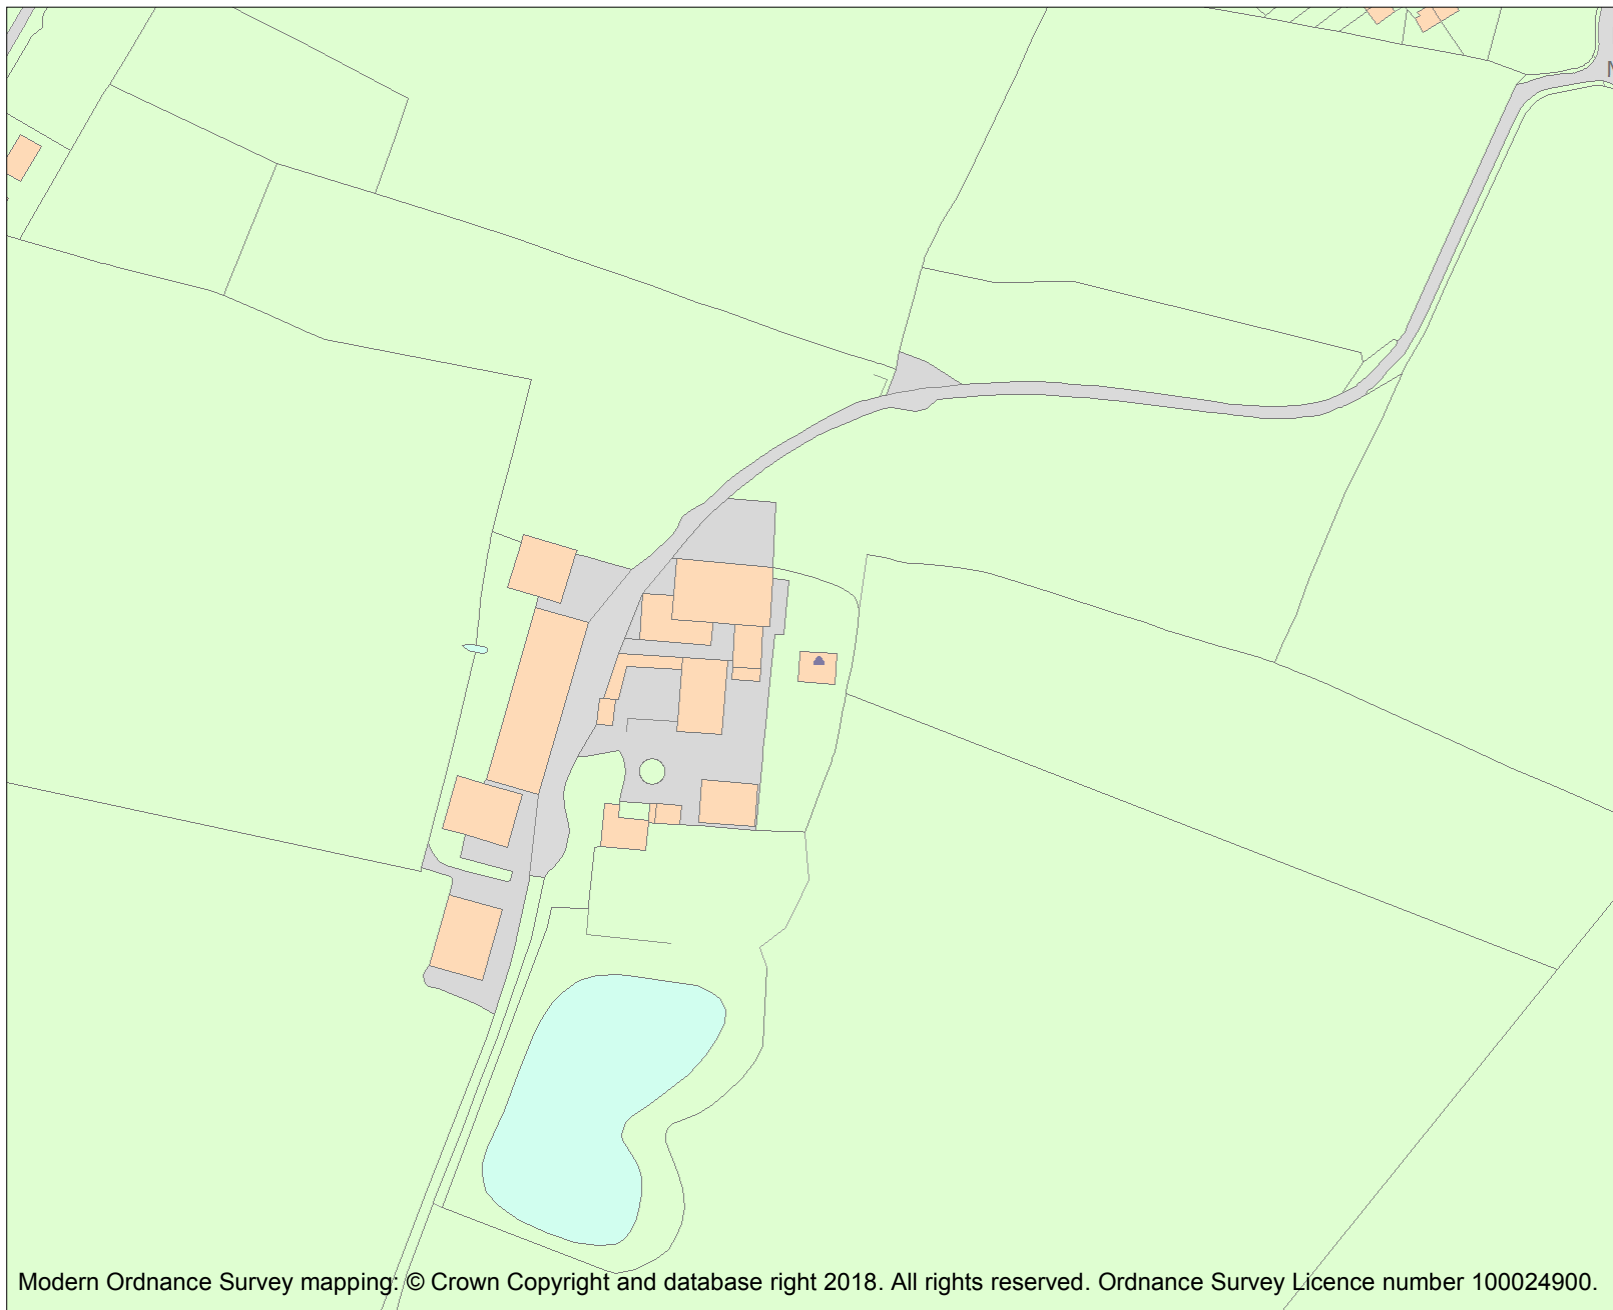 Modern Ordnance Survey mapping: © Crown Copyright and database right 2018. All rights reserved. Ordnance Survey Licence number 100024900.